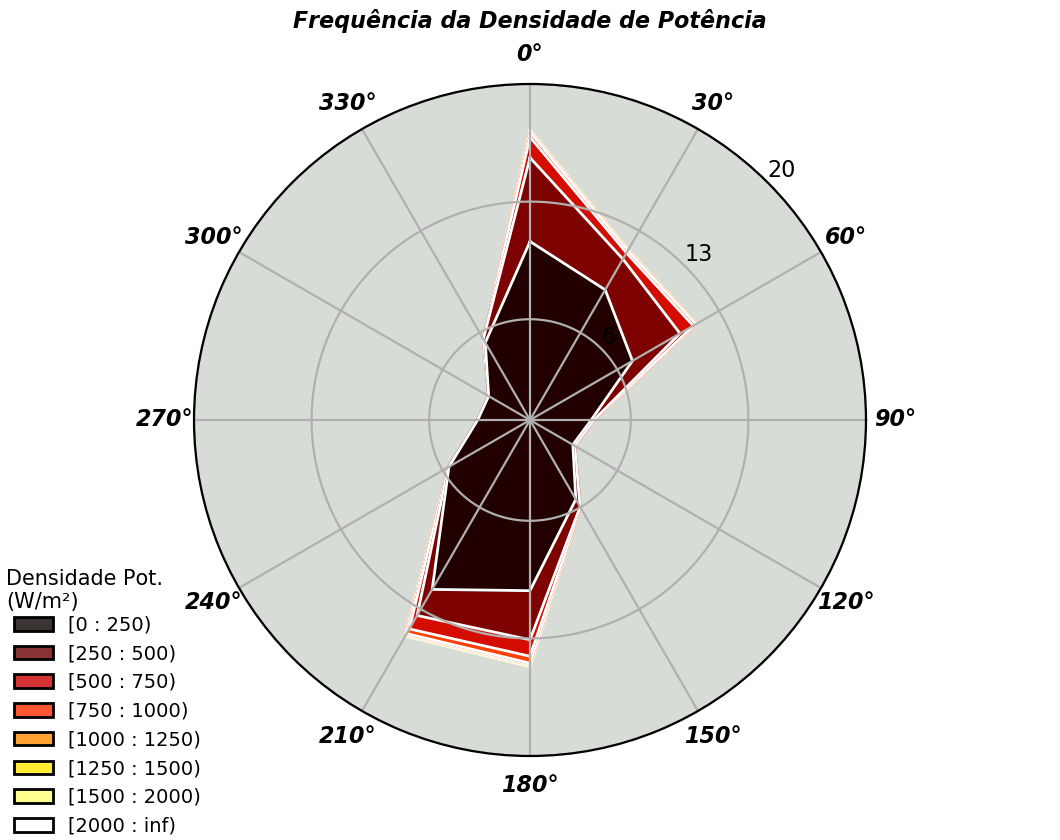 Frequência da Densidade de Potência
0°
330°
30°
20
300°
60°
13
6
270°
90°
240°
120°
210°
150°
180°
Densidade Pot.
(W/m²)
[0 : 250)
[250 : 500)
[500 : 750)
[750 : 1000)
[1000 : 1250)
[1250 : 1500)
[1500 : 2000)
[2000 : inf)